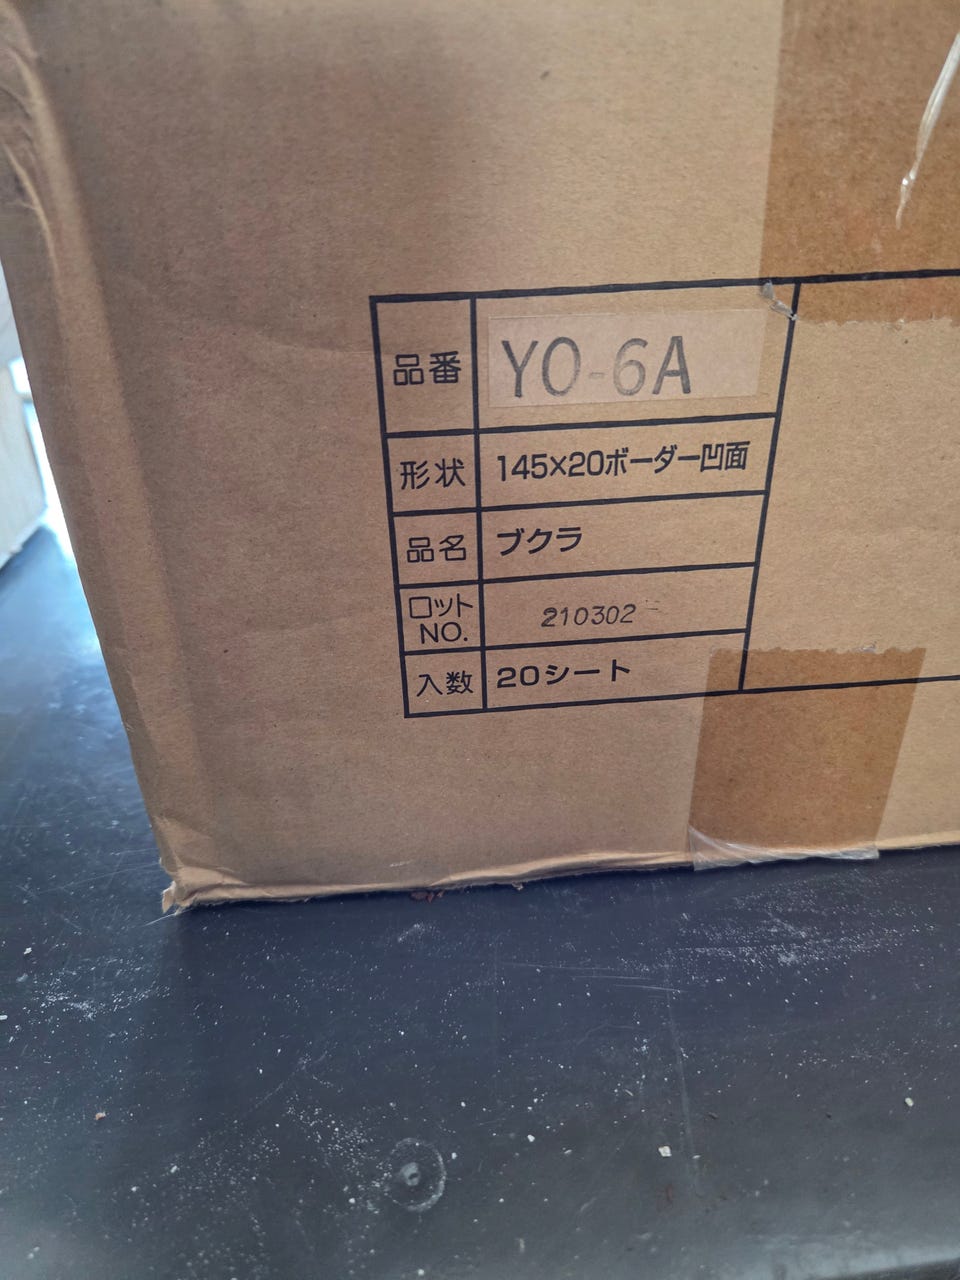 品番 YO-6A
形状 145×20ボーダー凹面
品名 ブクラ
ロット
NO. 210302
入数 20シート